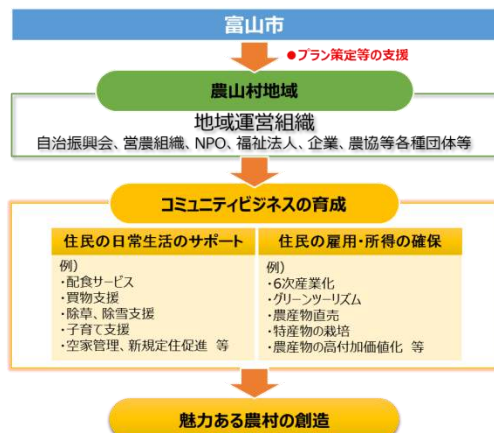 富山市
●プラン策定等の支援
農山村地域
地域運営組織
自治振興会、営農組織、NPO、福祉法人、企業、農協等各種団体等
コミュニティビジネスの育成
住民の日常生活のサポート
例)
・配食サービス
・買物支援
・除草、除雪支援
・子育て支援
・空家管理、新規定住促進 等
住民の雇用・所得の確保
例)
・6次産業化
・グリーンツーリズム
・農産物直売
・特産物の栽培
・農産物の高付加価値化 等
魅力ある農村の創造